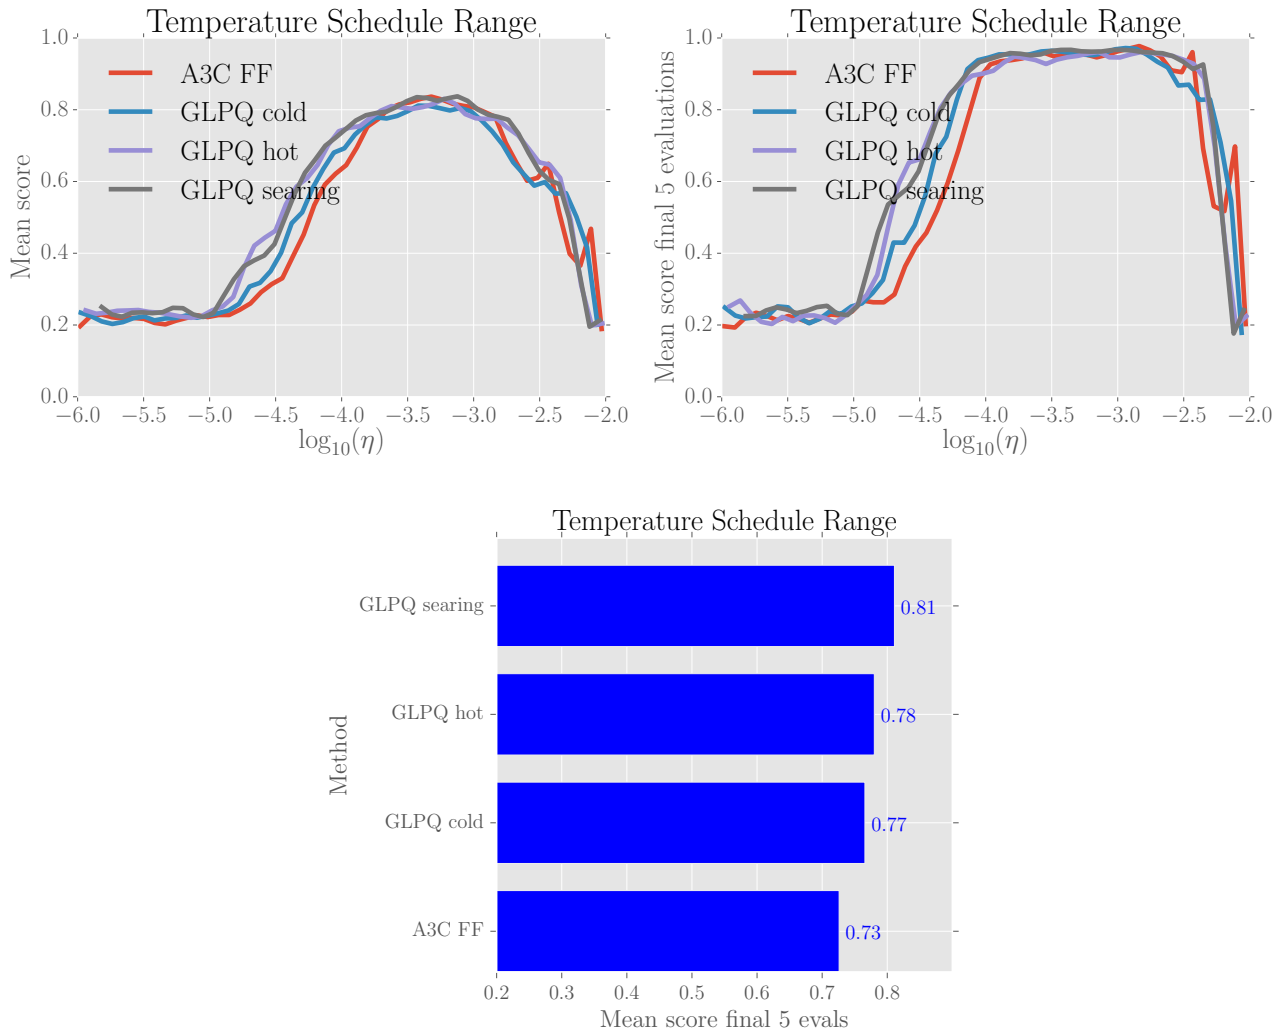 Temperature Schedule Range
Mean score
1.0
0.8
0.6
0.4
0.2
0.0
A3C FF
GLPQ cold
GLPQ hot
GLPQ searing
−6.0 −5.5 −5.0 −4.5 −4.0 −3.5 −3.0 −2.5 −2.0
log10(η)
Temperature Schedule Range
Mean score final 5 evaluations
1.0
0.8
0.6
0.4
0.2
0.0
A3C FF
GLPQ cold
GLPQ hot
GLPQ searing
−6.0 −5.5 −5.0 −4.5 −4.0 −3.5 −3.0 −2.5 −2.0
log10(η)
Temperature Schedule Range
Method
GLPQ searing 0.81
GLPQ hot 0.78
GLPQ cold 0.77
A3C FF 0.73
0.2 0.3 0.4 0.5 0.6 0.7 0.8
Mean score final 5 evals